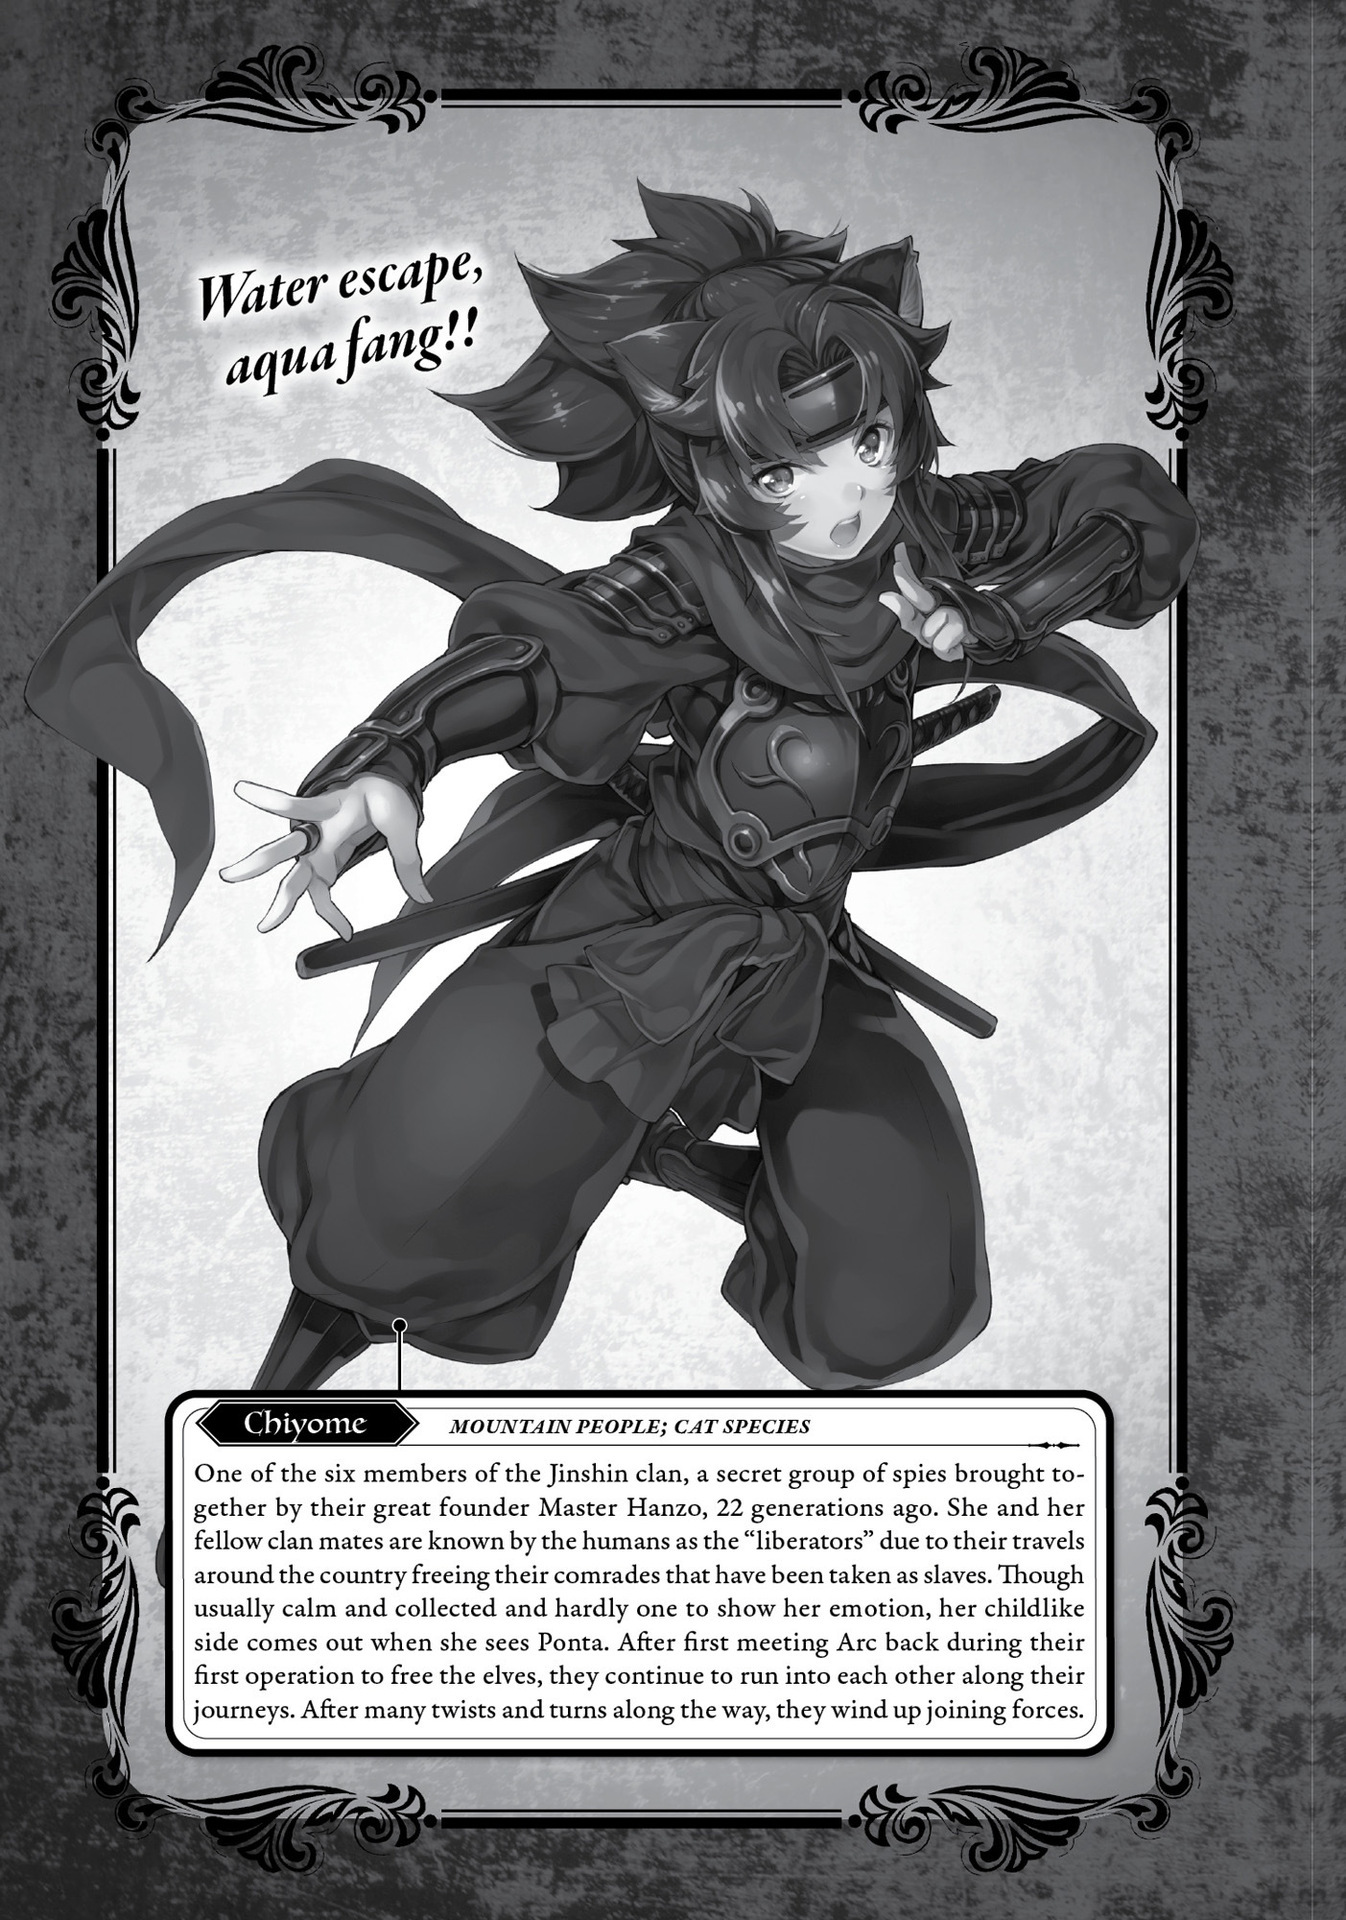 Water escape,
aqua fang!!
Chiyome
MOUNTAIN PEOPLE; CAT SPECIES
One of the six members of the Jinshin clan, a secret group of spies brought to-
gether by their great founder Master Hanzo, 22 generations ago. She and her
fellow clan mates are known by the humans as the “liberators” due to their travels
around the country freeing their comrades that have been taken as slaves. Though
usually calm and collected and hardly one to show her emotion, her childlike
side comes out when she sees Ponta. After first meeting Arc back during their
first operation to free the elves, they continue to run into each other along their
journeys. After many twists and turns along the way, they wind up joining forces.